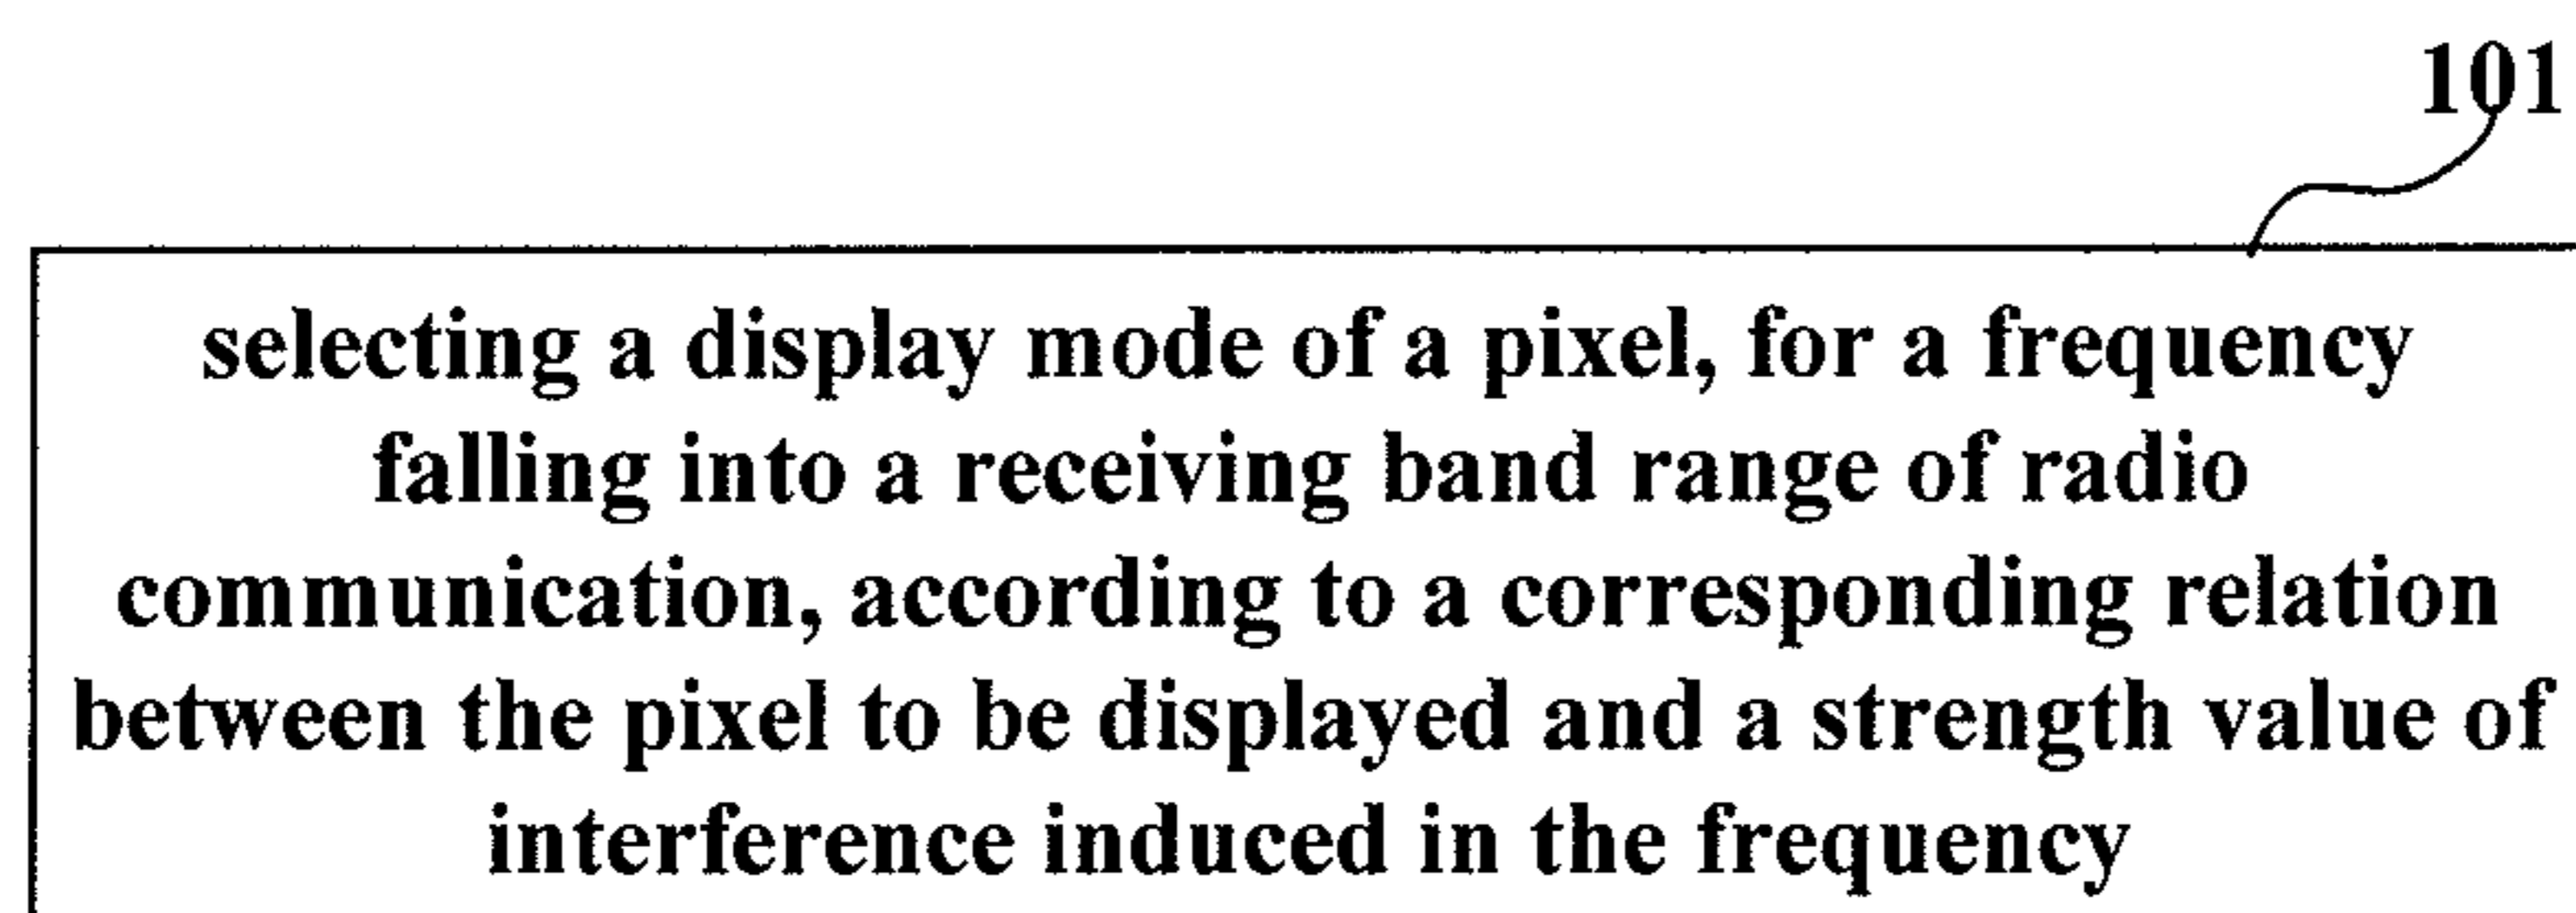 101
selecting a display mode of a pixel, for a frequency
falling into a receiving band range of radio
communication, according to a corresponding relation
between the pixel to be displayed and a strength value of
interference induced in the frequency